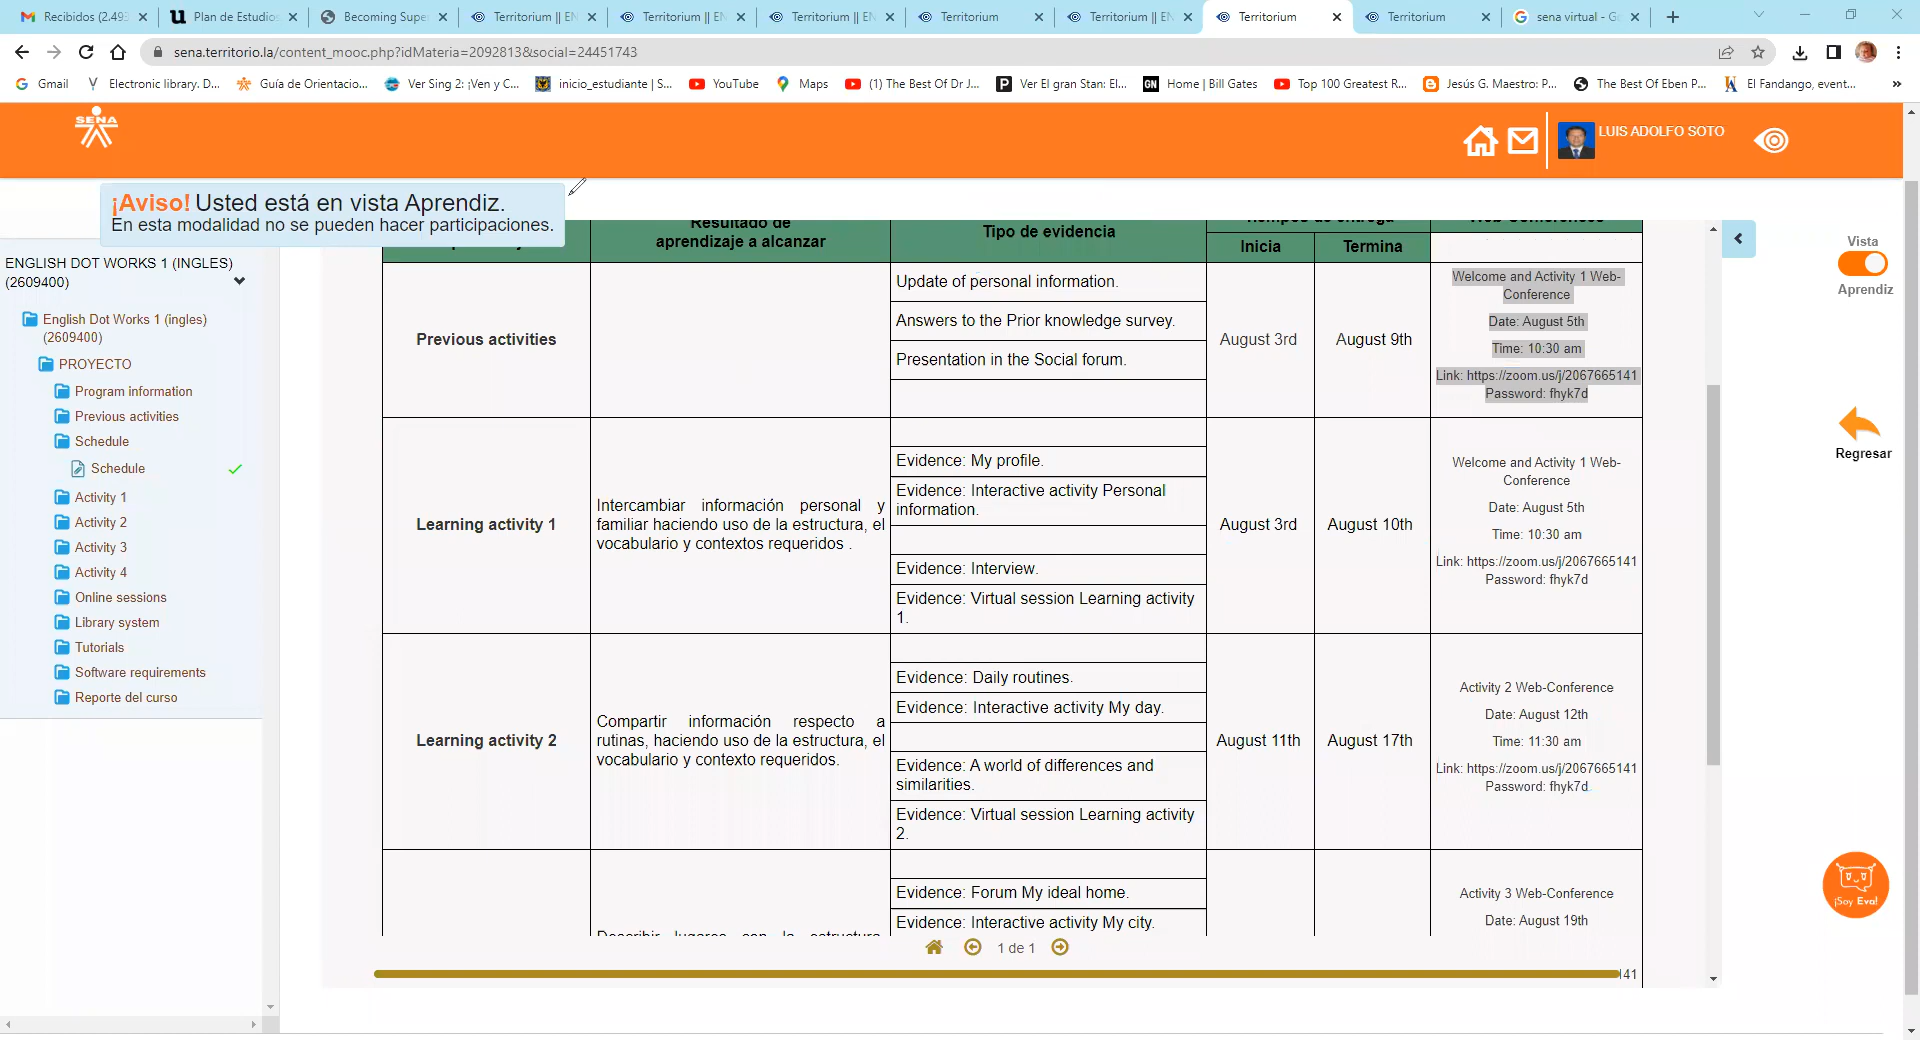 Recibidos (2.493
Plan de Estudios
Becoming Supe
Territorium || EN
Territorium || EN
Territorium || EN
Territorium
Territorium || EN
Territorium
Territorium
sena virtual - Go
sena.territorio.la/content_mooc.php?idMateria=2092813&social=24451743
Gmail
Electronic library. D...
Guía de Orientacio...
Ver Sing 2: ¡Ven y C...
inicio_estudiante | S...
YouTube
Maps
(1) The Best Of Dr J...
Ver El gran Stan: El...
Home | Bill Gates
Top 100 Greatest R...
Jesús G. Maestro: P...
The Best Of Eben P...
El Fandango, event...
SENA
LUIS ADOLFO SOTO
¡Aviso! Usted está en vista Aprendiz.
En esta modalidad no se pueden hacer participaciones.
ENGLISH DOT WORKS 1 (INGLES)
(2609400)
English Dot Works 1 (ingles)
(2609400)
PROYECTO
Program information
Previous activities
Schedule
Schedule
Activity 1
Activity 2
Activity 3
Activity 4
Online sessions
Library system
Tutorials
Software requirements
Reporte del curso
Resultado de
aprendizaje a alcanzar
Tipo de evidencia
Inicia
Termina
Previous activities
Update of personal information.
Answers to the Prior knowledge survey.
Presentation in the Social forum.
August 3rd
August 9th
Welcome and Activity 1 Web-
Conference
Date: August 5th
Time: 10:30 am
Link: https://zoom.us/j/2067665141
Password: fhyk7d
Learning activity 1
Intercambiar información personal y
familiar haciendo uso de la estructura, el
vocabulario y contextos requeridos .
Evidence: My profile.
Evidence: Interactive activity Personal
information.
Evidence: Interview.
Evidence: Virtual session Learning activity
1.
August 3rd
August 10th
Welcome and Activity 1 Web-
Conference
Date: August 5th
Time: 10:30 am
Link: https://zoom.us/j/2067665141
Password: fhyk7d
Learning activity 2
Compartir información respecto a
rutinas, haciendo uso de la estructura, el
vocabulario y contexto requeridos.
Evidence: Daily routines.
Evidence: Interactive activity My day.
Evidence: A world of differences and
similarities.
Evidence: Virtual session Learning activity
2.
August 11th
August 17th
Activity 2 Web-Conference
Date: August 12th
Time: 11:30 am
Link: https://zoom.us/j/2067665141
Password: fhyk7d
Evidence: Forum My ideal home.
Evidence: Interactive activity My city.
Activity 3 Web-Conference
Date: August 19th
1 de 1
41
Vista
Aprendiz
Regresar
¡Soy Eva!